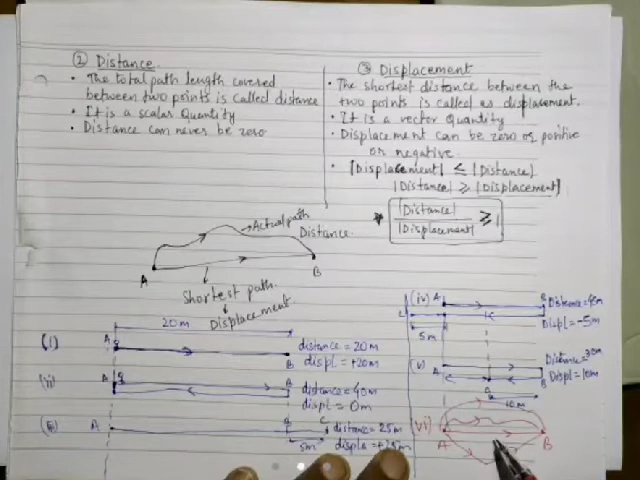 ② Distance.
• The total path length covered
between two points is called distance
• It is a scalar Quantity
• Distance can never be zero
③ Displacement
• The shortest distance between the
two points is called as displacement.
• It is a vector Quantity
• Displacement can be zero or positive
or negative.
• |Displacement| ≤ |Distance|
|Distance| ≥ |Displacement|
* |Distance| / |Displacement| ≥ 1
Actual path
Distance.
A
B
Shortest path.
Displacement
20 m
(i)
A
B
distance = 20m
displ = +20m
(ii)
A
B
distance = 40m
displ = 0m
A
B
C
5m
distance = 25m
(iv)
A
B
5m
Displ = -5m
(v)
A
B
Displ = 10m
10m
(vi)
A
B